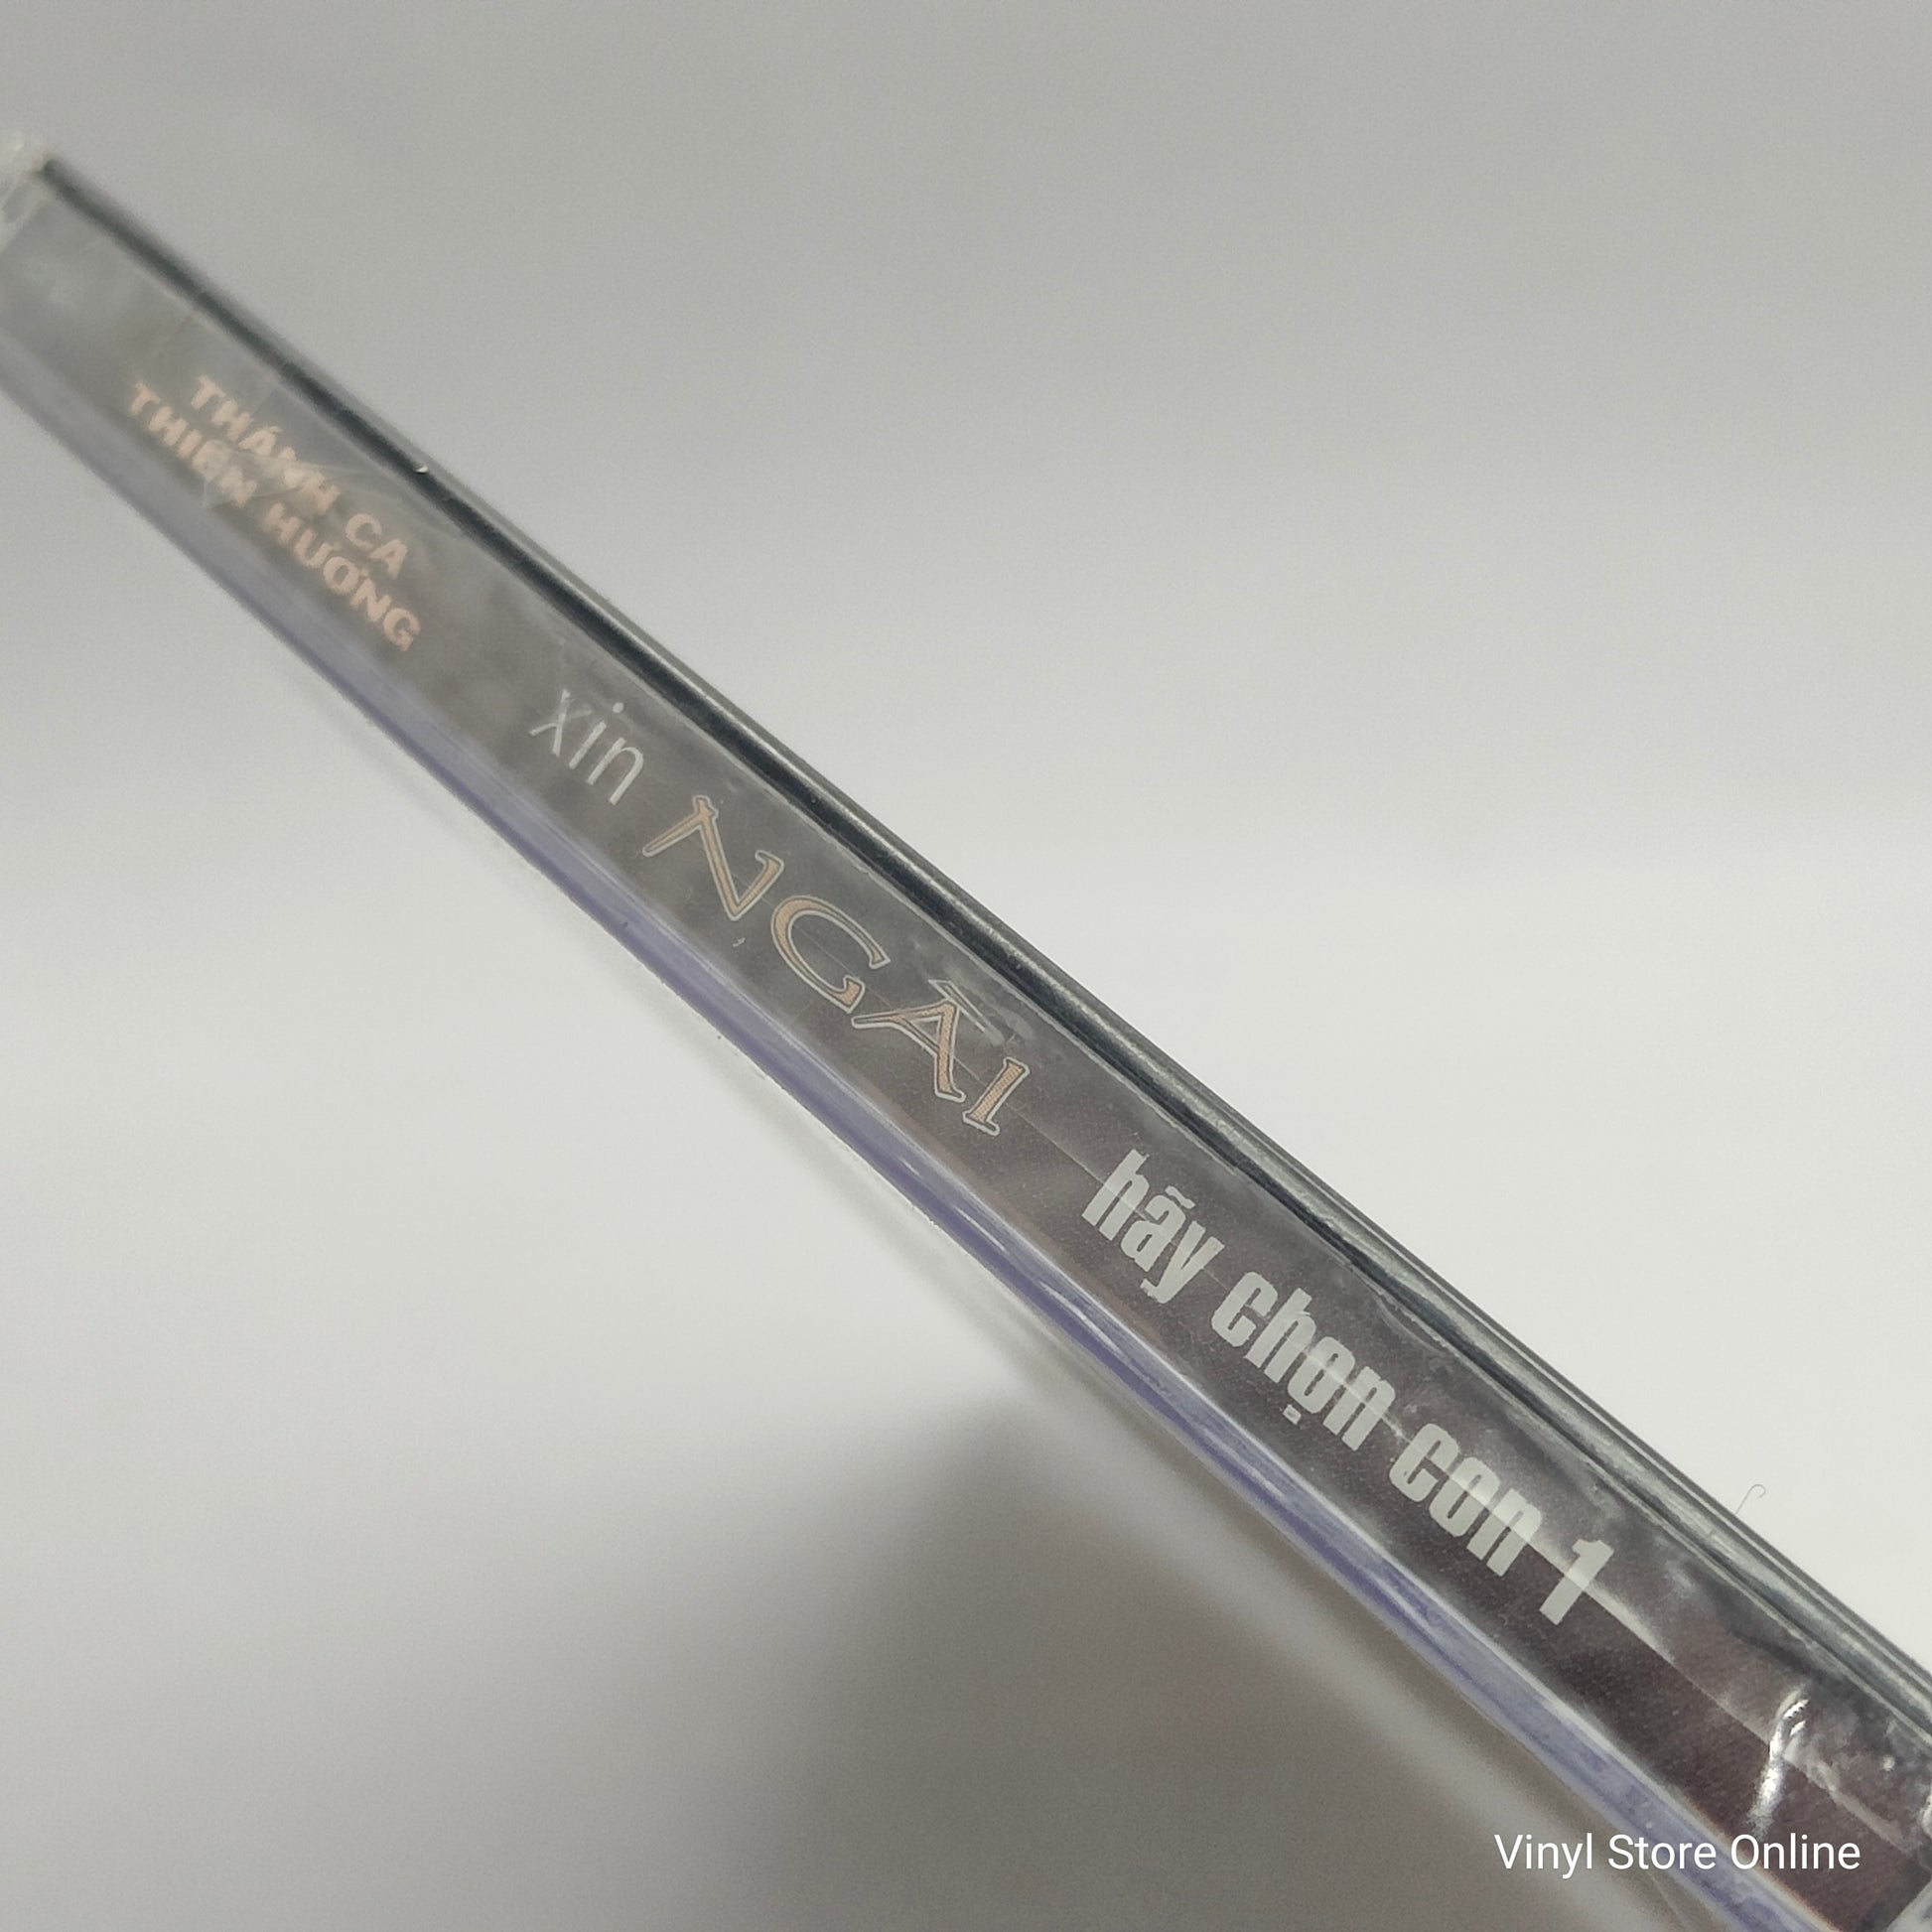 THÁNH CA
THIÊN HƯƠNG
xin NGÀI hãy chọn con 1
Vinyl Store Online